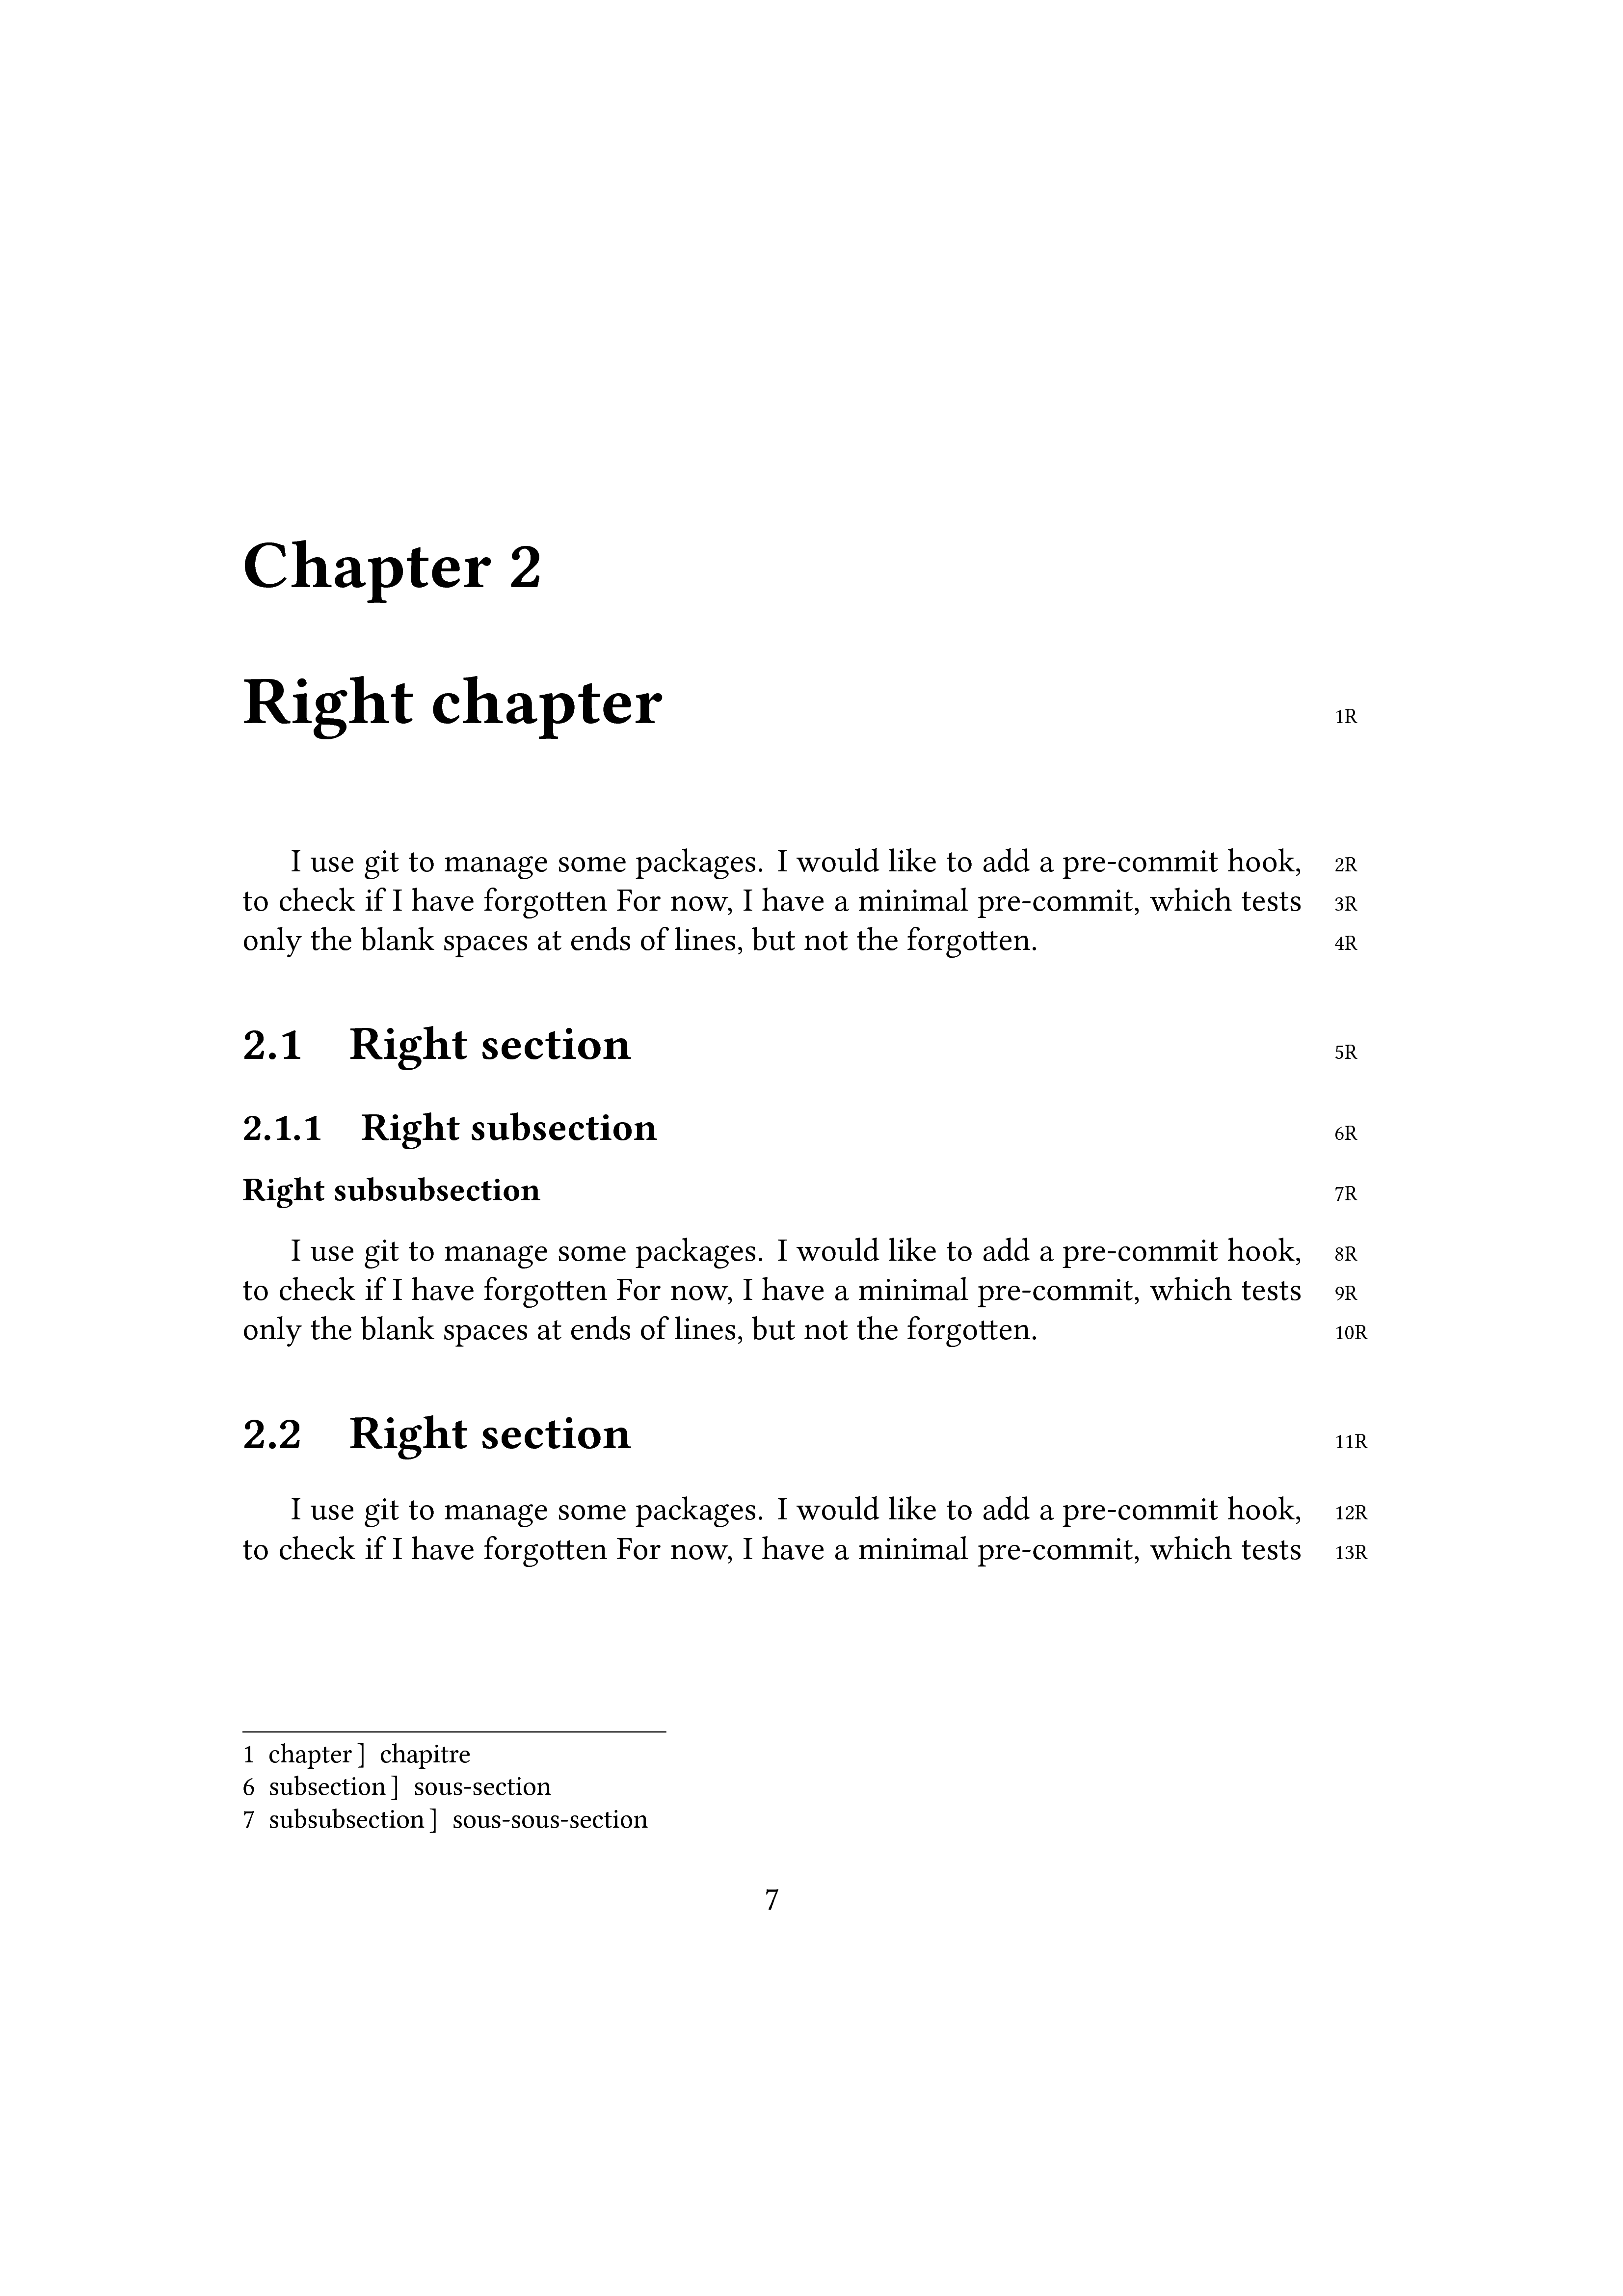 Chapter 2
Right chapter 1R
I use git to manage some packages. I would like to add a pre-commit hook, 2R
to check if I have forgotten For now, I have a minimal pre-commit, which tests 3R
only the blank spaces at ends of lines, but not the forgotten. 4R
2.1 Right section 5R
2.1.1 Right subsection 6R
Right subsubsection 7R
I use git to manage some packages. I would like to add a pre-commit hook, 8R
to check if I have forgotten For now, I have a minimal pre-commit, which tests 9R
only the blank spaces at ends of lines, but not the forgotten. 10R
2.2 Right section 11R
I use git to manage some packages. I would like to add a pre-commit hook, 12R
to check if I have forgotten For now, I have a minimal pre-commit, which tests 13R
1 chapter ] chapitre
6 subsection ] sous-section
7 subsubsection ] sous-sous-section
7